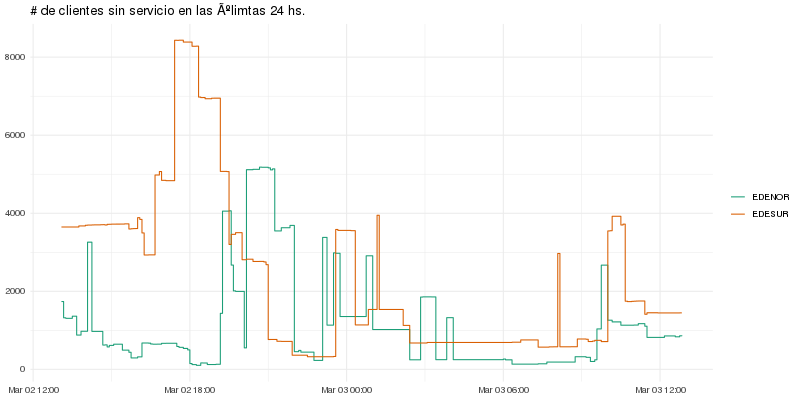 # de clientes sin servicio en las Ãºlimtas 24 hs.
8000
6000
4000
2000
0
Mar 02 12:00
Mar 02 18:00
Mar 03 00:00
Mar 03 06:00
Mar 03 12:00
EDENOR
EDESUR